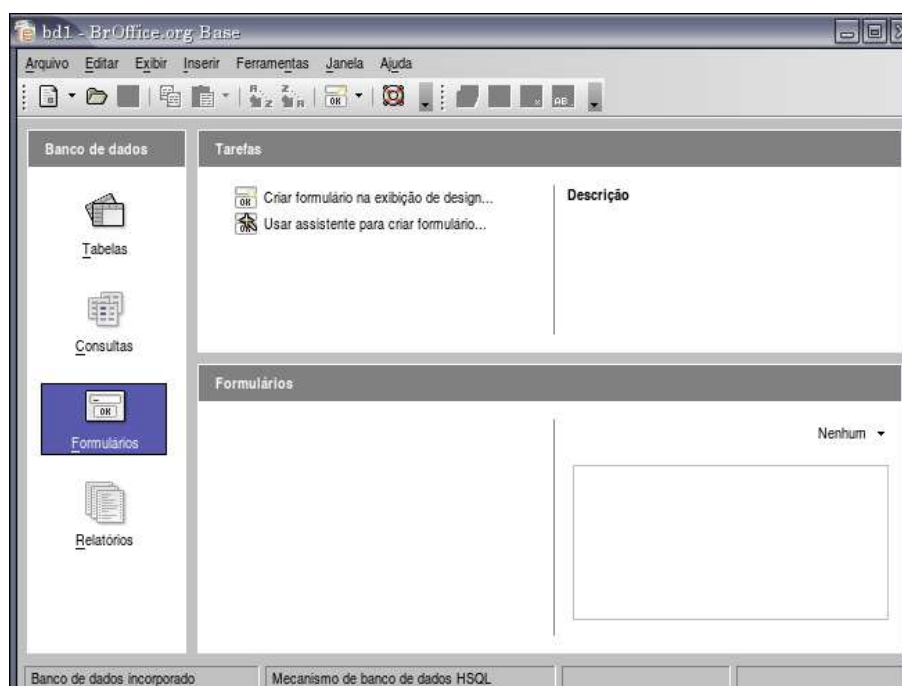 bd1 - BrOffice.org Base
Arquivo Editar Exibir Inserir Ferramentas Janela Ajuda
Banco de dados
Tarefas
Tabelas
Consultas
Formulários
Relatórios
Criar formulário na exibição de design...
Usar assistente para criar formulário...
Descrição
Formulários
Nenhum
Banco de dados incorporado
Mecanismo de banco de dados HSQL